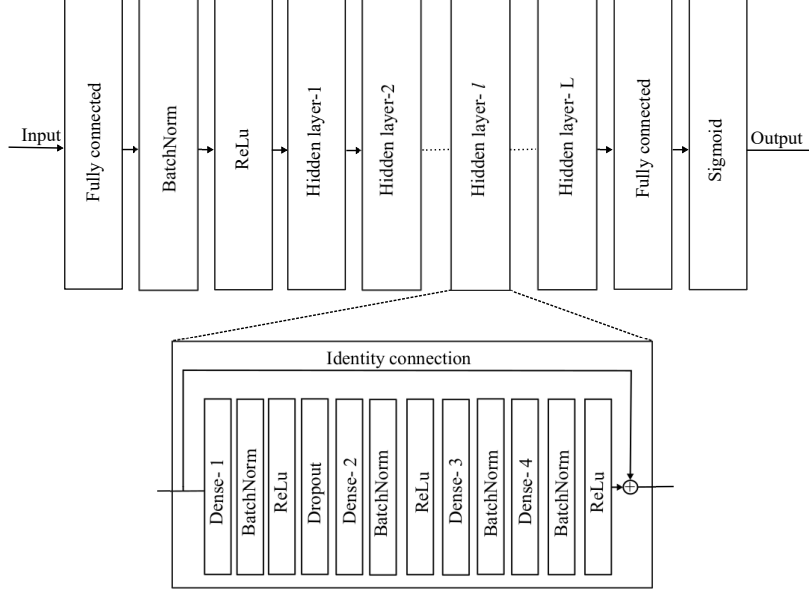 Input
Fully connected
BatchNorm
ReLu
Hidden layer-1
Hidden layer-2
Hidden layer- l
Hidden layer- L
Fully connected
Sigmoid
Output
Identity connection
Dense- 1
BatchNorm
ReLu
Dropout
Dense- 2
BatchNorm
ReLu
Dense- 3
BatchNorm
Dense- 4
BatchNorm
ReLu